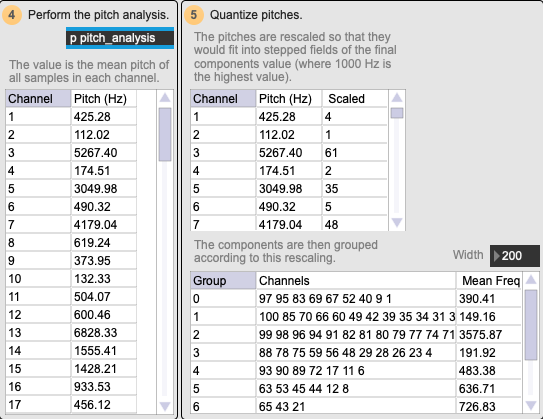 4 Perform the pitch analysis.
p pitch_analysis
The value is the mean pitch of
all samples in each channel.
Channel Pitch (Hz)
1 425.28
2 112.02
3 5267.40
4 174.51
5 3049.98
6 490.32
7 4179.04
8 619.24
9 373.95
10 132.33
11 504.07
12 600.46
13 6828.33
14 1555.41
15 1428.21
16 933.53
17 456.12
5 Quantize pitches.
The pitches are rescaled so that they
would fit into stepped fields of the final
components value (where 1000 Hz is
the highest value).
Channel Pitch (Hz) Scaled
1 425.28 4
2 112.02 1
3 5267.40 61
4 174.51 2
5 3049.98 35
6 490.32 5
7 4179.04 48
The components are then grouped
according to this rescaling.
Width 200
Group Channels Mean Freq
0 97 95 83 69 67 52 40 9 1 390.41
1 100 85 70 66 60 49 42 39 35 34 31 3 149.16
2 99 98 96 94 91 82 81 80 79 77 74 71 3575.87
3 88 78 75 59 56 48 29 28 26 23 4 191.92
4 93 90 89 72 17 11 6 483.38
5 63 53 45 44 12 8 636.71
6 65 43 21 726.83